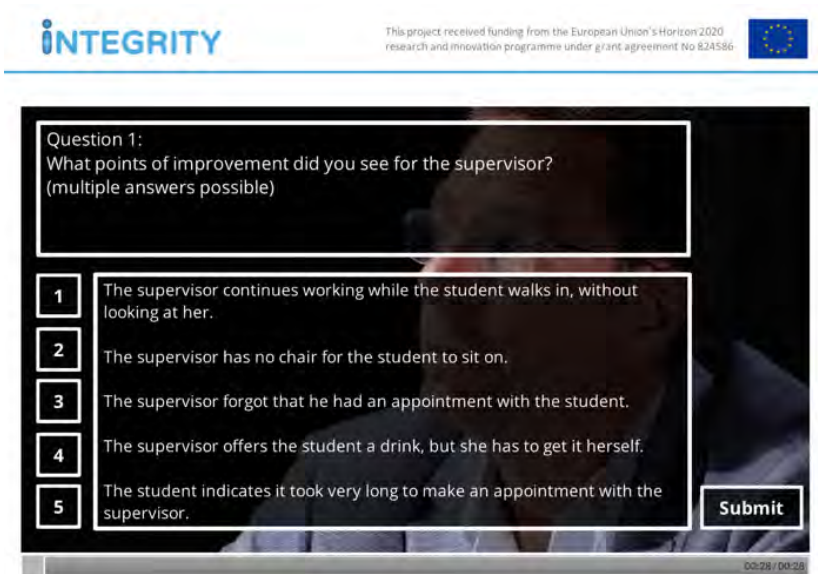 iNTEGRITY
This project received funding from the European Union's Horizon 2020
research and innovation programme under grant agreement No 824586
Question 1:
What points of improvement did you see for the supervisor?
(multiple answers possible)
1
The supervisor continues working while the student walks in, without
looking at her.
2
The supervisor has no chair for the student to sit on.
3
The supervisor forgot that he had an appointment with the student.
4
The supervisor offers the student a drink, but she has to get it herself.
5
The student indicates it took very long to make an appointment with the
supervisor.
Submit
00:28/00:28